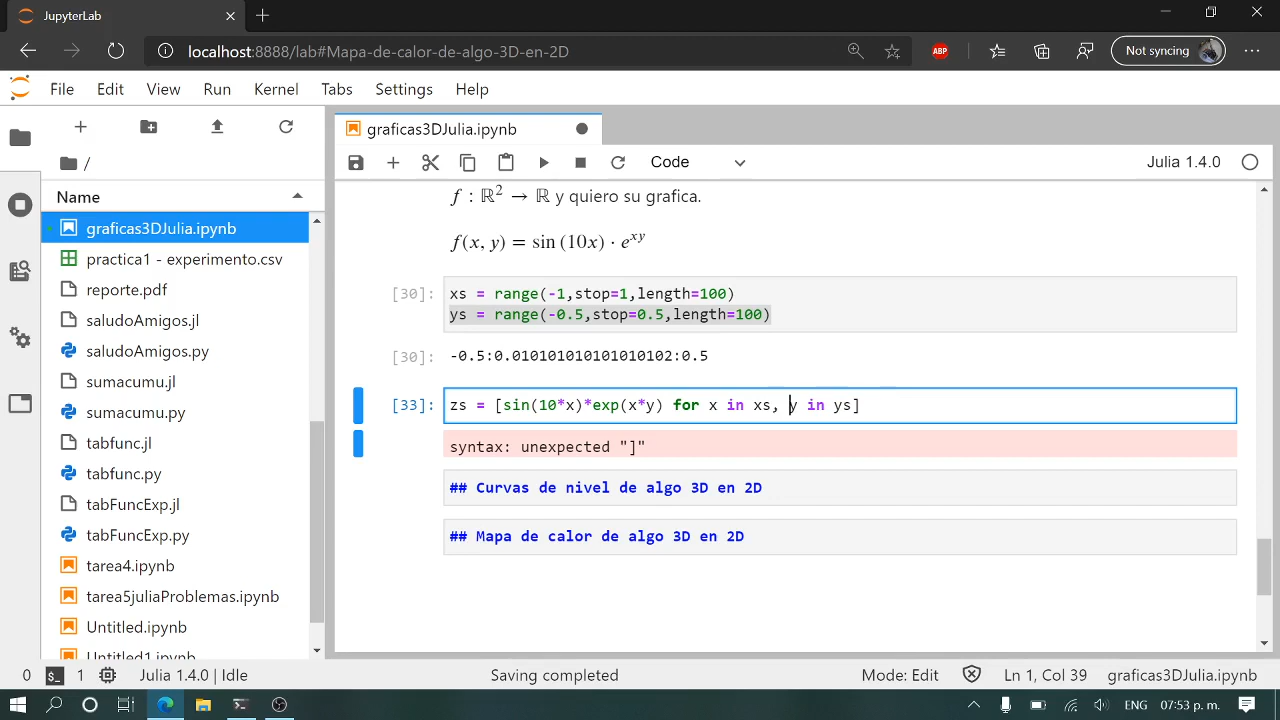 JupyterLab
localhost:8888/lab#Mapa-de-calor-de-algo-3D-en-2D
ABP
Not syncing
File Edit View Run Kernel Tabs Settings Help
graficas3DJulia.ipynb
/
Code
Julia 1.4.0
Name
graficas3DJulia.ipynb
practica1 - experimento.csv
reporte.pdf
saludoAmigos.jl
saludoAmigos.py
sumacumu.jl
sumacumu.py
tabfunc.jl
tabfunc.py
tabFuncExp.jl
tabFuncExp.py
tarea4.ipynb
tarea5juliaProblemas.ipynb
Untitled.ipynb
Untitled1.ipynb
f : ℝ² → ℝ y quiero su grafica.
f(x, y) = sin (10x) · e^{xy}
[30]: xs = range(-1,stop=1,length=100)
ys = range(-0.5,stop=0.5,length=100)
[30]: -0.5:0.010101010101010102:0.5
[33]: zs = [sin(10*x)*exp(x*y) for x in xs, y in ys]
syntax: unexpected "]"
## Curvas de nivel de algo 3D en 2D
## Mapa de calor de algo 3D en 2D
0 $_ 1 Julia 1.4.0 | Idle Saving completed Mode: Edit Ln 1, Col 39 graficas3DJulia.ipynb
ENG 07:53 p. m.